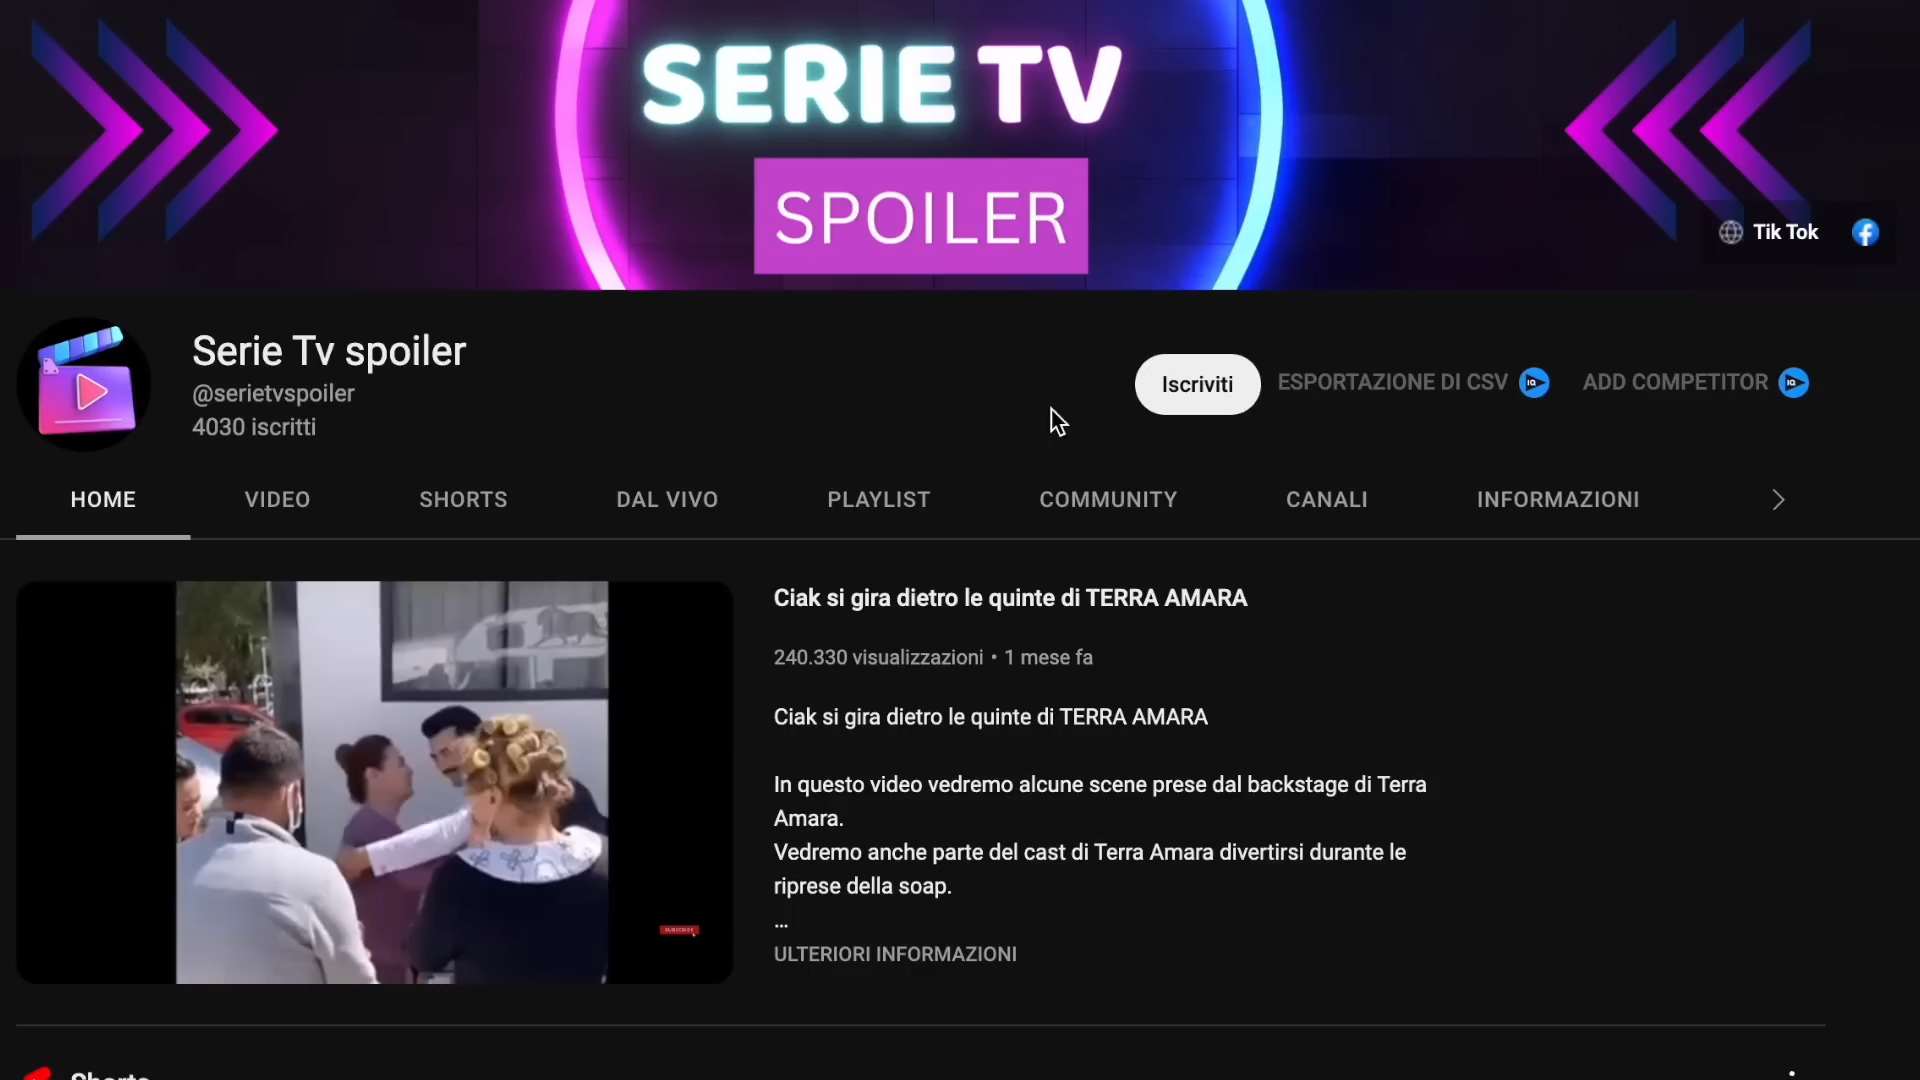 SERIE TV
SPOILER
Tik Tok
Serie Tv spoiler
@serietvspoiler
4030 iscritti
Iscriviti
ESPORTAZIONE DI CSV
ADD COMPETITOR
HOME VIDEO SHORTS DAL VIVO PLAYLIST COMMUNITY CANALI INFORMAZIONI
Ciak si gira dietro le quinte di TERRA AMARA
240.330 visualizzazioni • 1 mese fa
Ciak si gira dietro le quinte di TERRA AMARA
In questo video vedremo alcune scene prese dal backstage di Terra
Amara.
Vedremo anche parte del cast di Terra Amara divertirsi durante le
riprese della soap.
...
ULTERIORI INFORMAZIONI
SUBSCRIBE
Shorts